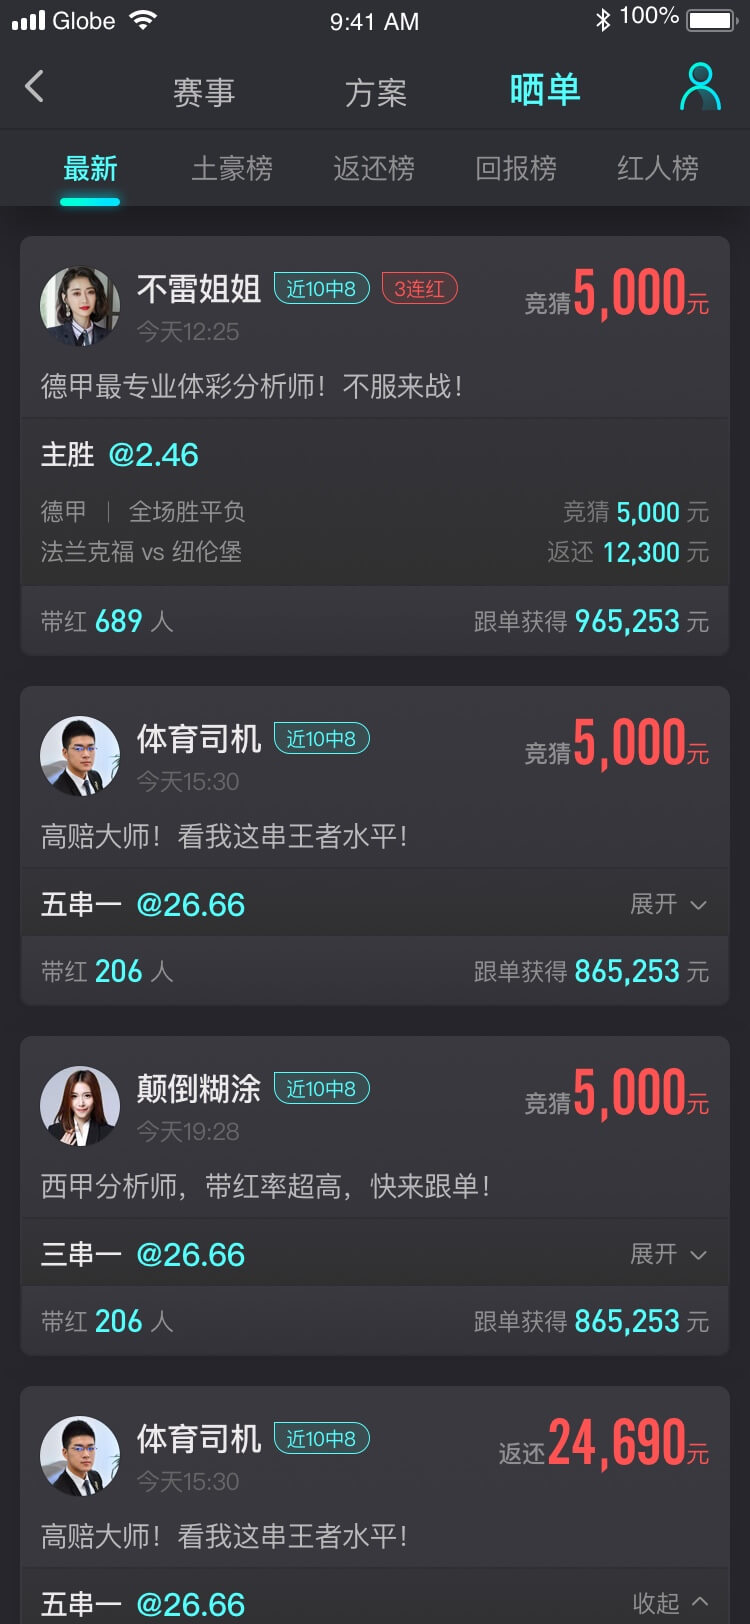 Globe 9:41 AM 100%
赛事 方案 晒单
最新 土豪榜 返还榜 回报榜 红人榜
不雷姐姐 近10中8 3连红 竞猜5,000元
今天12:25
德甲最专业体彩分析师！不服来战！
主胜 @2.46
德甲 | 全场胜平负 竞猜 5,000 元
法兰克福 vs 纽伦堡 返还 12,300 元
带红 689 人 跟单获得 965,253 元
体育司机 近10中8 竞猜5,000元
今天15:30
高赔大师！看我这串王者水平！
五串一 @26.66 展开
带红 206 人 跟单获得 865,253 元
颠倒糊涂 近10中8 竞猜5,000元
今天19:28
西甲分析师，带红率超高，快来跟单！
三串一 @26.66 展开
带红 206 人 跟单获得 865,253 元
体育司机 近10中8 返还24,690元
今天15:30
高赔大师！看我这串王者水平！
五串一 @26.66 收起